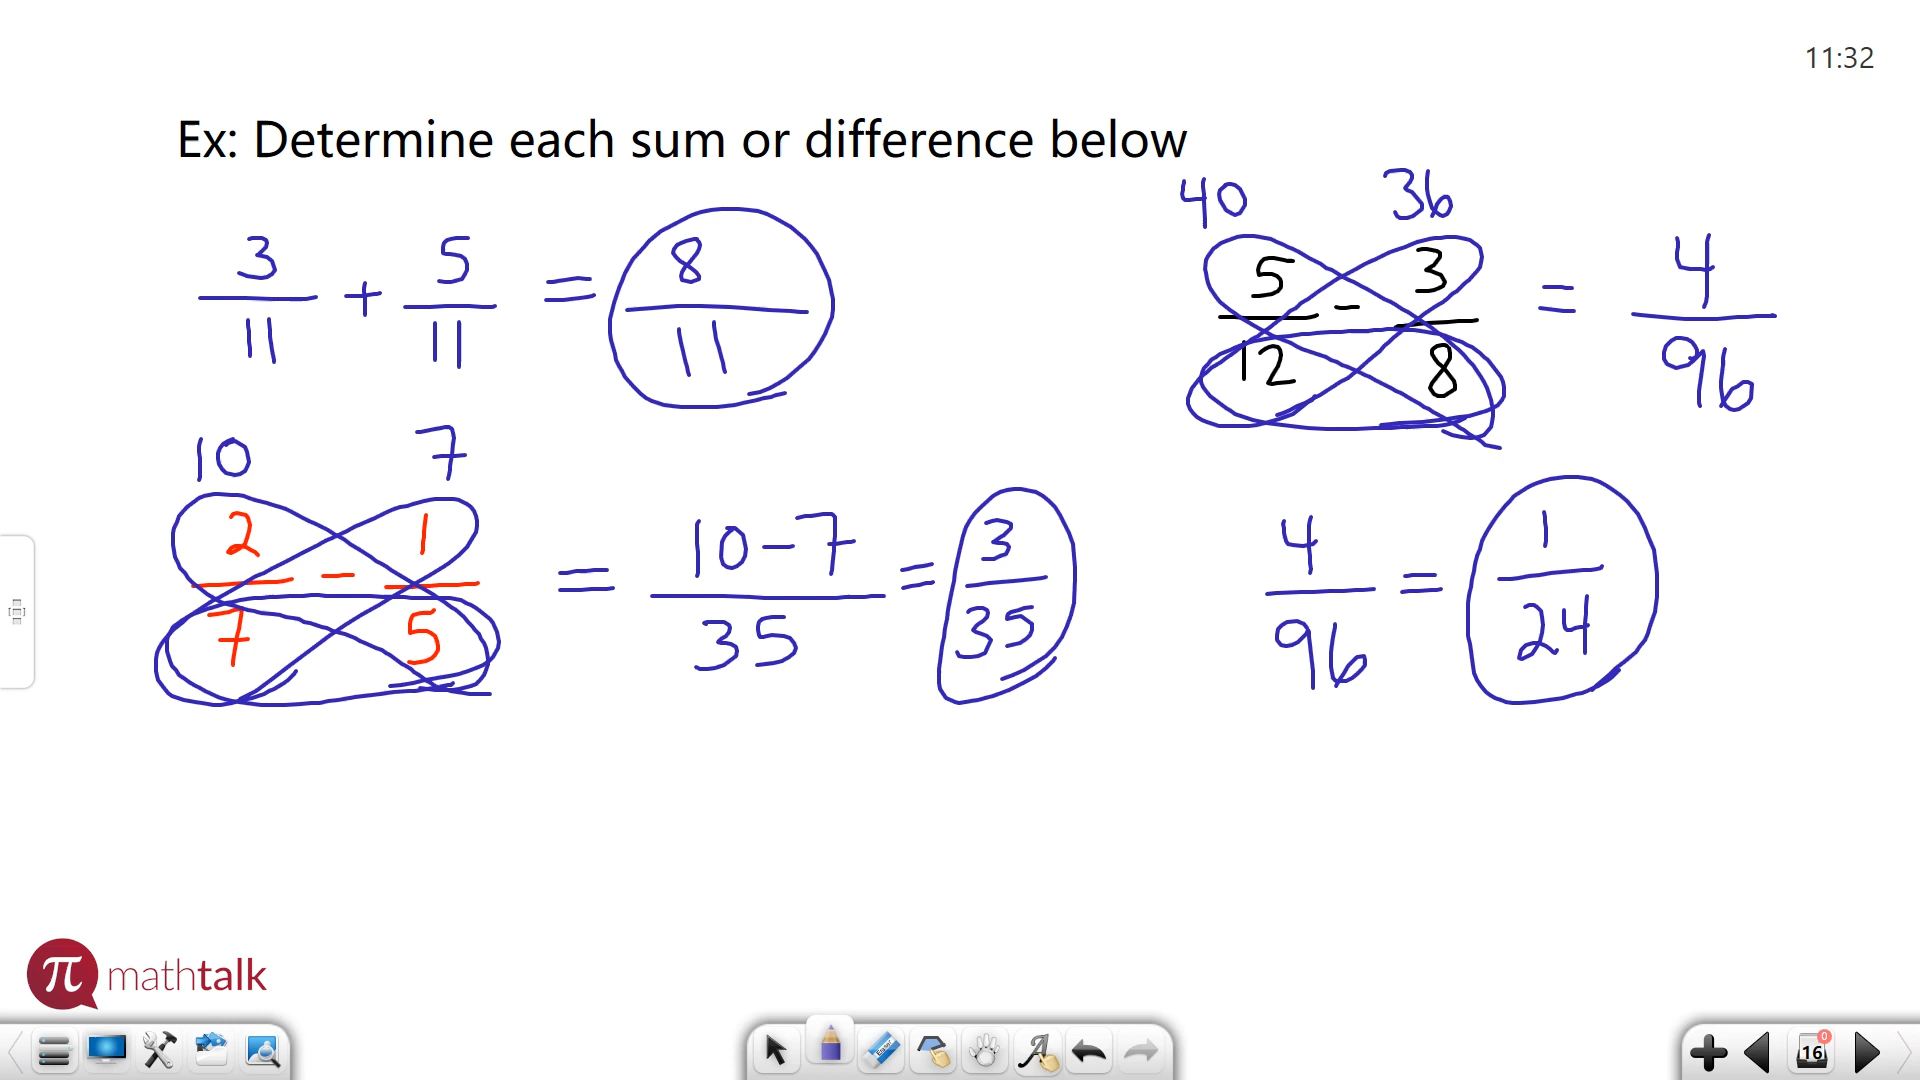 11:32
Ex: Determine each sum or difference below
3/11 + 5/11 = 8/11
40 36
5/12 - 3/8 = 4/96
10 7
2/7 - 1/5 = 10-7/35 = 3/35
4/96 = 1/24
π mathtalk
Eraser
A
16
0